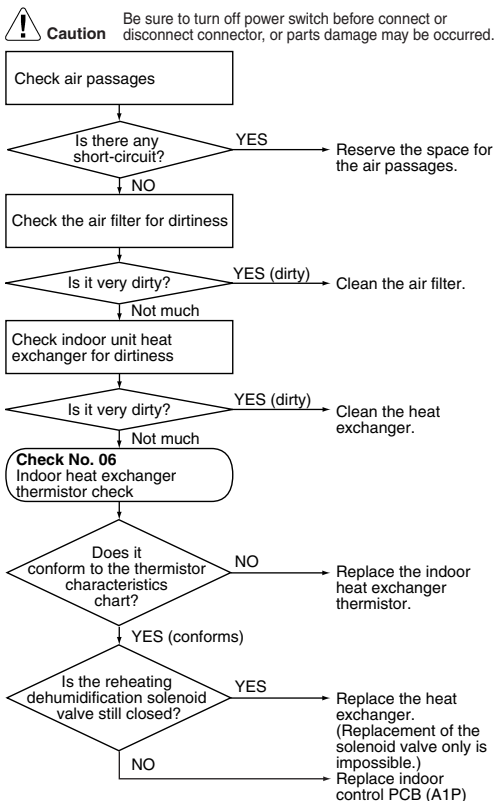 Caution
Be sure to turn off power switch before connect or
disconnect connector, or parts damage may be occurred.
Check air passages
Is there any
short-circuit?
YES
Reserve the space for
the air passages.
NO
Check the air filter for dirtiness
Is it very dirty?
YES (dirty)
Clean the air filter.
Not much
Check indoor unit heat
exchanger for dirtiness
Is it very dirty?
YES (dirty)
Clean the heat
exchanger.
Not much
Check No. 06
Indoor heat exchanger
thermistor check
Does it
conform to the thermistor
characteristics
chart?
NO
Replace the indoor
heat exchanger
thermistor.
YES (conforms)
Is the reheating
dehumidification solenoid
valve still closed?
YES
Replace the heat
exchanger.
(Replacement of the
solenoid valve only is
impossible.)
NO
Replace indoor
control PCB (A1P)